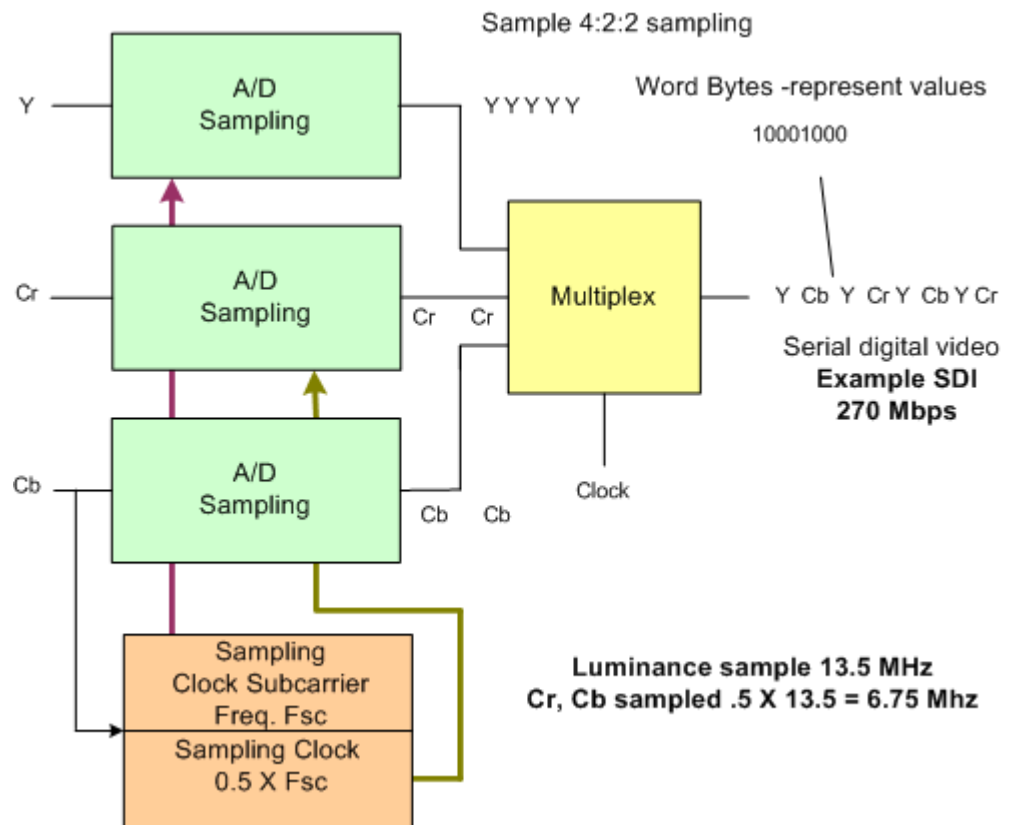 Sample 4:2:2 sampling
Y
A/D
Sampling
Y Y Y Y Y
Word Bytes -represent values
10001000
Cr
A/D
Sampling
Cr Cr
Multiplex
Y Cb Y Cr Y Cb Y Cr
Serial digital video
Example SDI
270 Mbps
Cb
A/D
Sampling
Cb Cb
Clock
Sampling
Clock Subcarrier
Freq. Fsc
Sampling Clock
0.5 X Fsc
Luminance sample 13.5 MHz
Cr, Cb sampled .5 X 13.5 = 6.75 Mhz